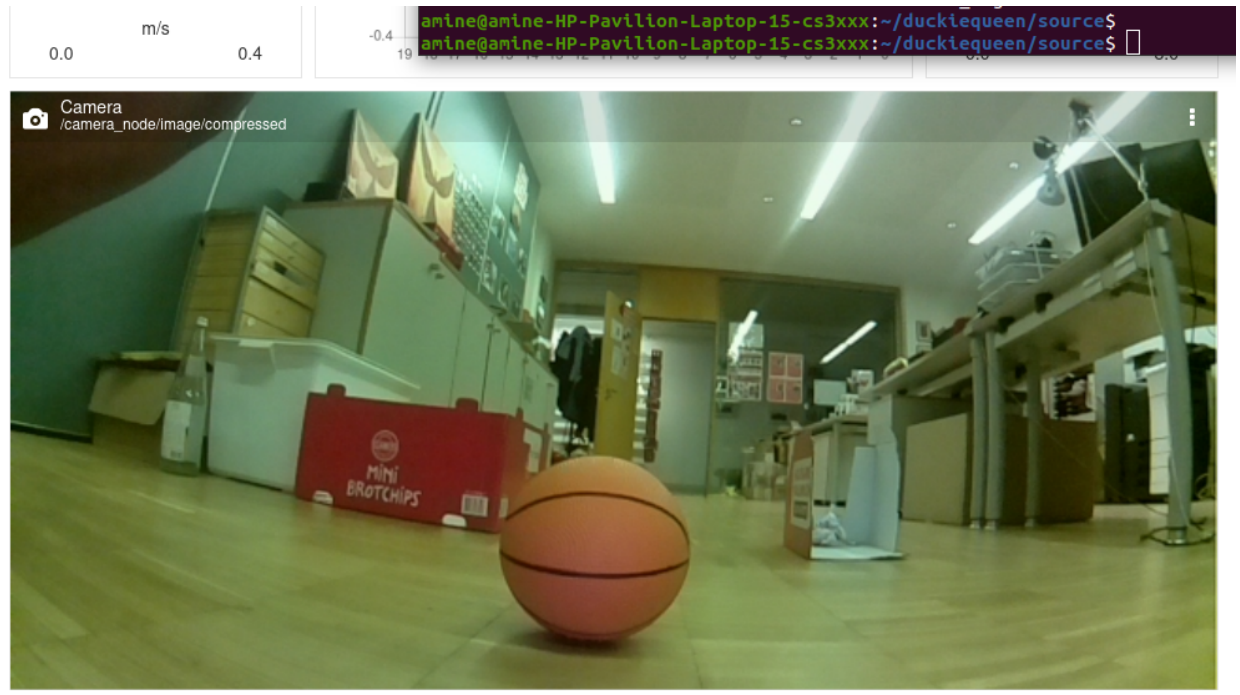 m/s
0.0
0.4
-0.4
19
amine@amine-HP-Pavilion-Laptop-15-cs3xxx:~/duckiequeen/source$
amine@amine-HP-Pavilion-Laptop-15-cs3xxx:~/duckiequeen/source$
Camera
/camera_node/image/compressed
MiNi
BROTCHiPS